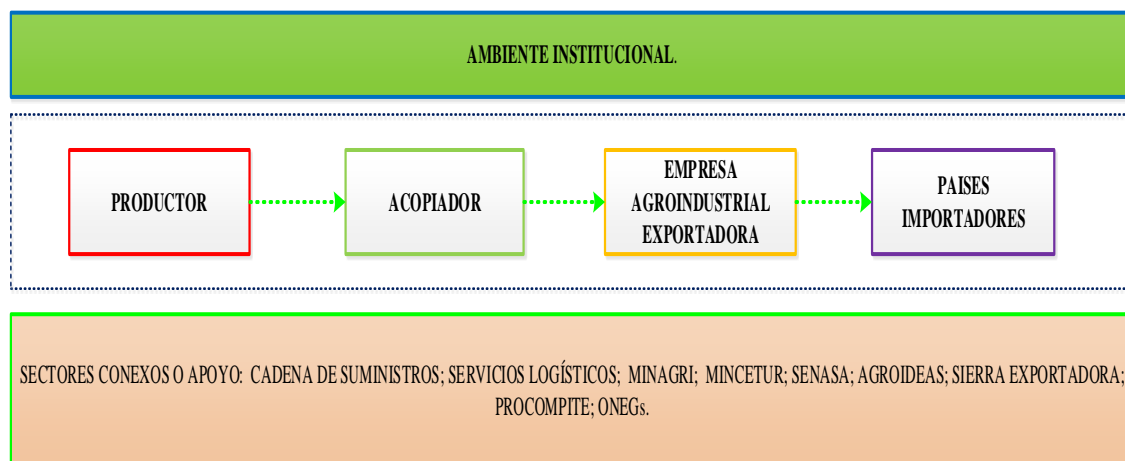 AMBIENTE INSTITUCIONAL.
PRODUCTOR
ACOPIADOR
EMPRESA
AGROINDUSTRIAL
EXPORTADORA
PAISES
IMPORTADORES
SECTORES CONEXOS O APOYO: CADENA DE SUMINISTROS; SERVICIOS LOGÍSTICOS; MINAGRI; MINCETUR; SENASA; AGROIDEAS; SIERRA EXPORTADORA;
PROCOMPITE; ONEGs.